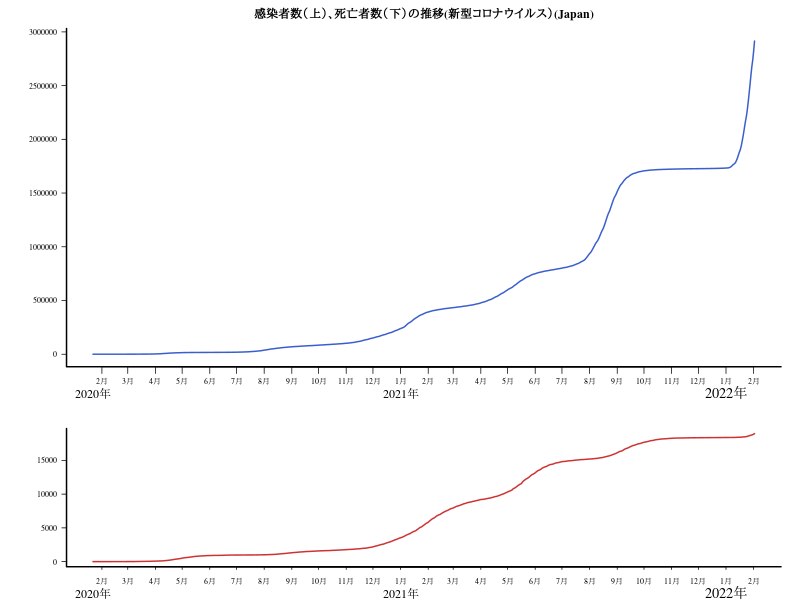 感染者数（上）、死亡者数（下）の推移(新型コロナウイルス）(Japan)
3000000
2500000
2000000
1500000
1000000
500000
0
2月 3月 4月 5月 6月 7月 8月 9月 10月 11月 12月 1月 2月 3月 4月 5月 6月 7月 8月 9月 10月 11月 12月 1月 2月
2020年 2021年 2022年
15000
10000
5000
0
2月 3月 4月 5月 6月 7月 8月 9月 10月 11月 12月 1月 2月 3月 4月 5月 6月 7月 8月 9月 10月 11月 12月 1月 2月
2020年 2021年 2022年